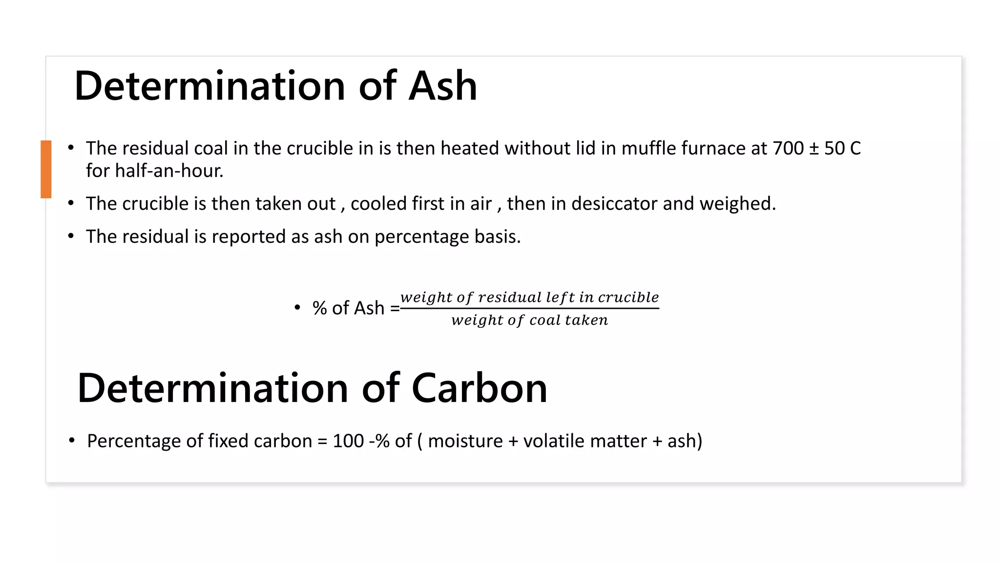 Determination of Ash
• The residual coal in the crucible in is then heated without lid in muffle furnace at 700 ± 50 C
for half-an-hour.
• The crucible is then taken out , cooled first in air , then in desiccator and weighed.
• The residual is reported as ash on percentage basis.
• % of Ash = weight of residual left in crucible
weight of coal taken
Determination of Carbon
• Percentage of fixed carbon = 100 -% of ( moisture + volatile matter + ash)